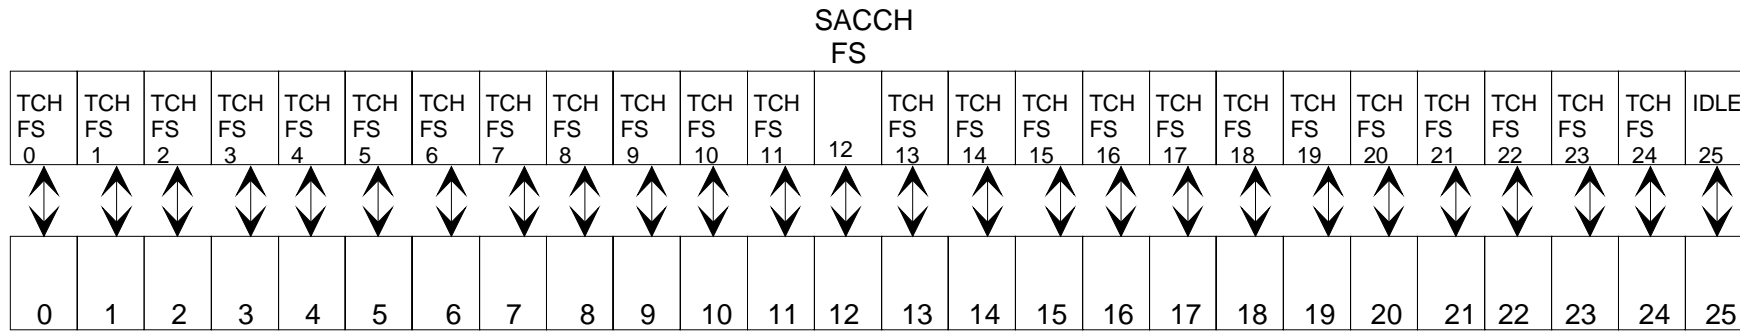 SACCH
FS
TCH TCH TCH TCH TCH TCH TCH TCH TCH TCH TCH TCH TCH TCH TCH TCH TCH TCH TCH TCH TCH TCH TCH TCH IDLE
FS FS FS FS FS FS FS FS FS FS FS FS FS FS FS FS FS FS FS FS FS FS FS FS
0 1 2 3 4 5 6 7 8 9 10 11 12 13 14 15 16 17 18 19 20 21 22 23 24 25
0 1 2 3 4 5 6 7 8 9 10 11 12 13 14 15 16 17 18 19 20 21 22 23 24 25